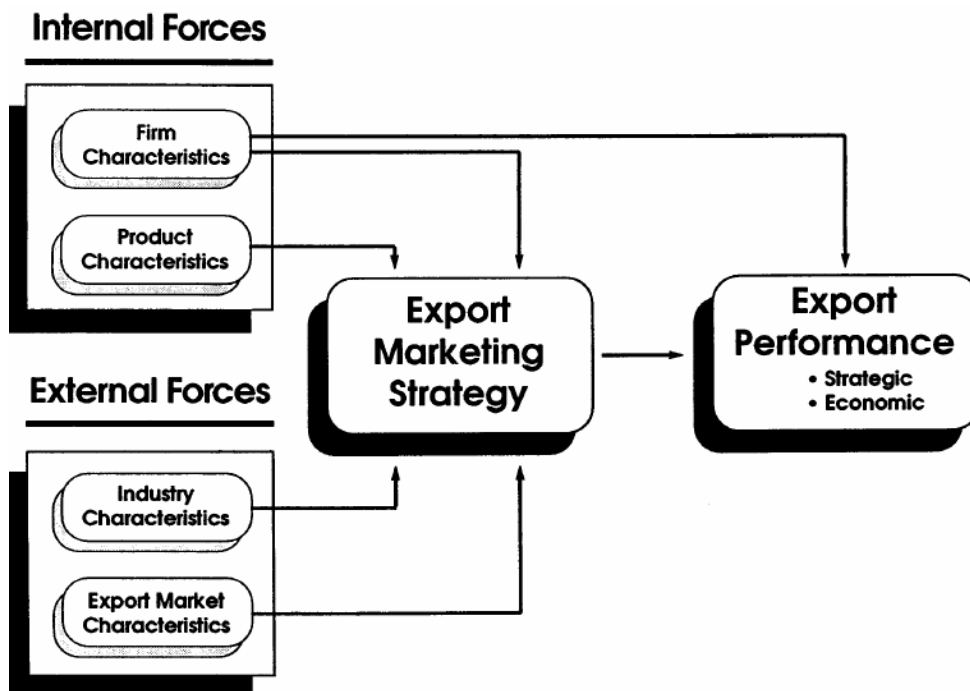 Internal Forces
Firm
Characteristics
Product
Characteristics
Export
Marketing
Strategy
Export
Performance
• Strategic
• Economic
External Forces
Industry
Characteristics
Export Market
Characteristics